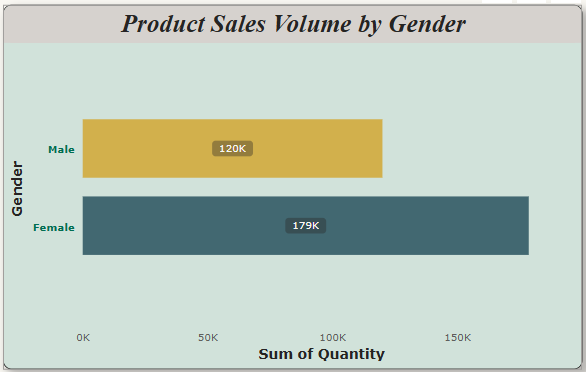 Product Sales Volume by Gender
Gender
Male
120K
Female
179K
0K 50K 100K 150K
Sum of Quantity